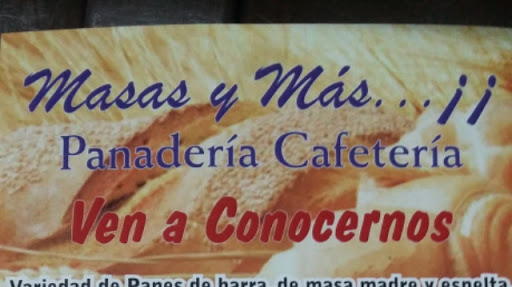 Masas y Más...¡¡
Panadería Cafetería
Ven a Conocernos
Variedad de Panes de barra, de masa madre y espelta